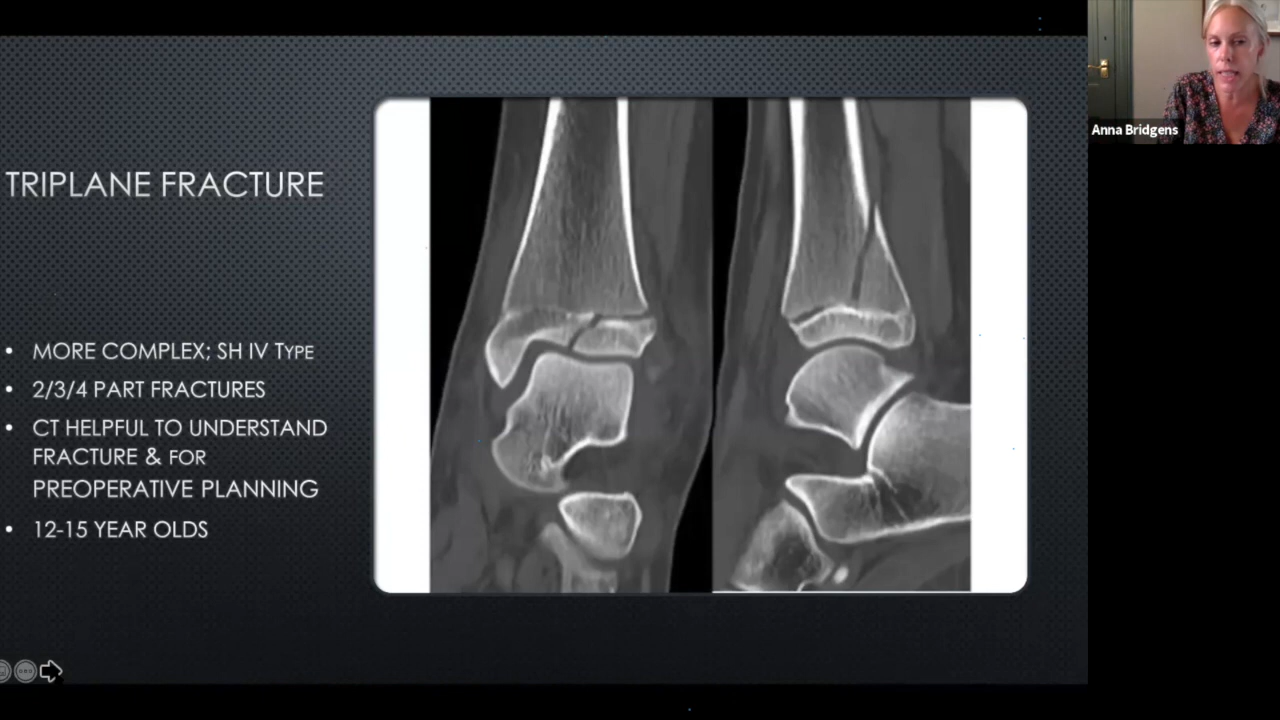 TRIPLANE FRACTURE
• MORE COMPLEX; SH IV TYPE
• 2/3/4 PART FRACTURES
• CT HELPFUL TO UNDERSTAND
FRACTURE & FOR
PREOPERATIVE PLANNING
• 12-15 YEAR OLDS
Anna Bridgens